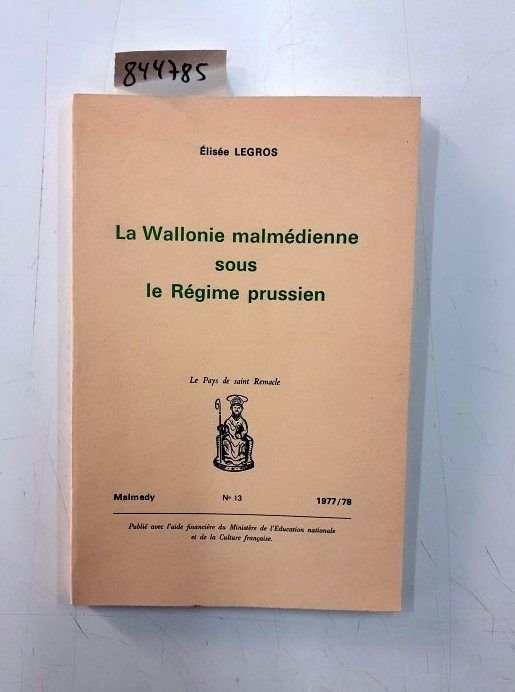 844785
Élisée LEGROS
La Wallonie malmédienne
sous
le Régime prussien
Le Pays de saint Remacle
Malmedy N° 13 1977/78
Publié avec l'aide financière du Ministère de l'Education nationale
et de la Culture française.